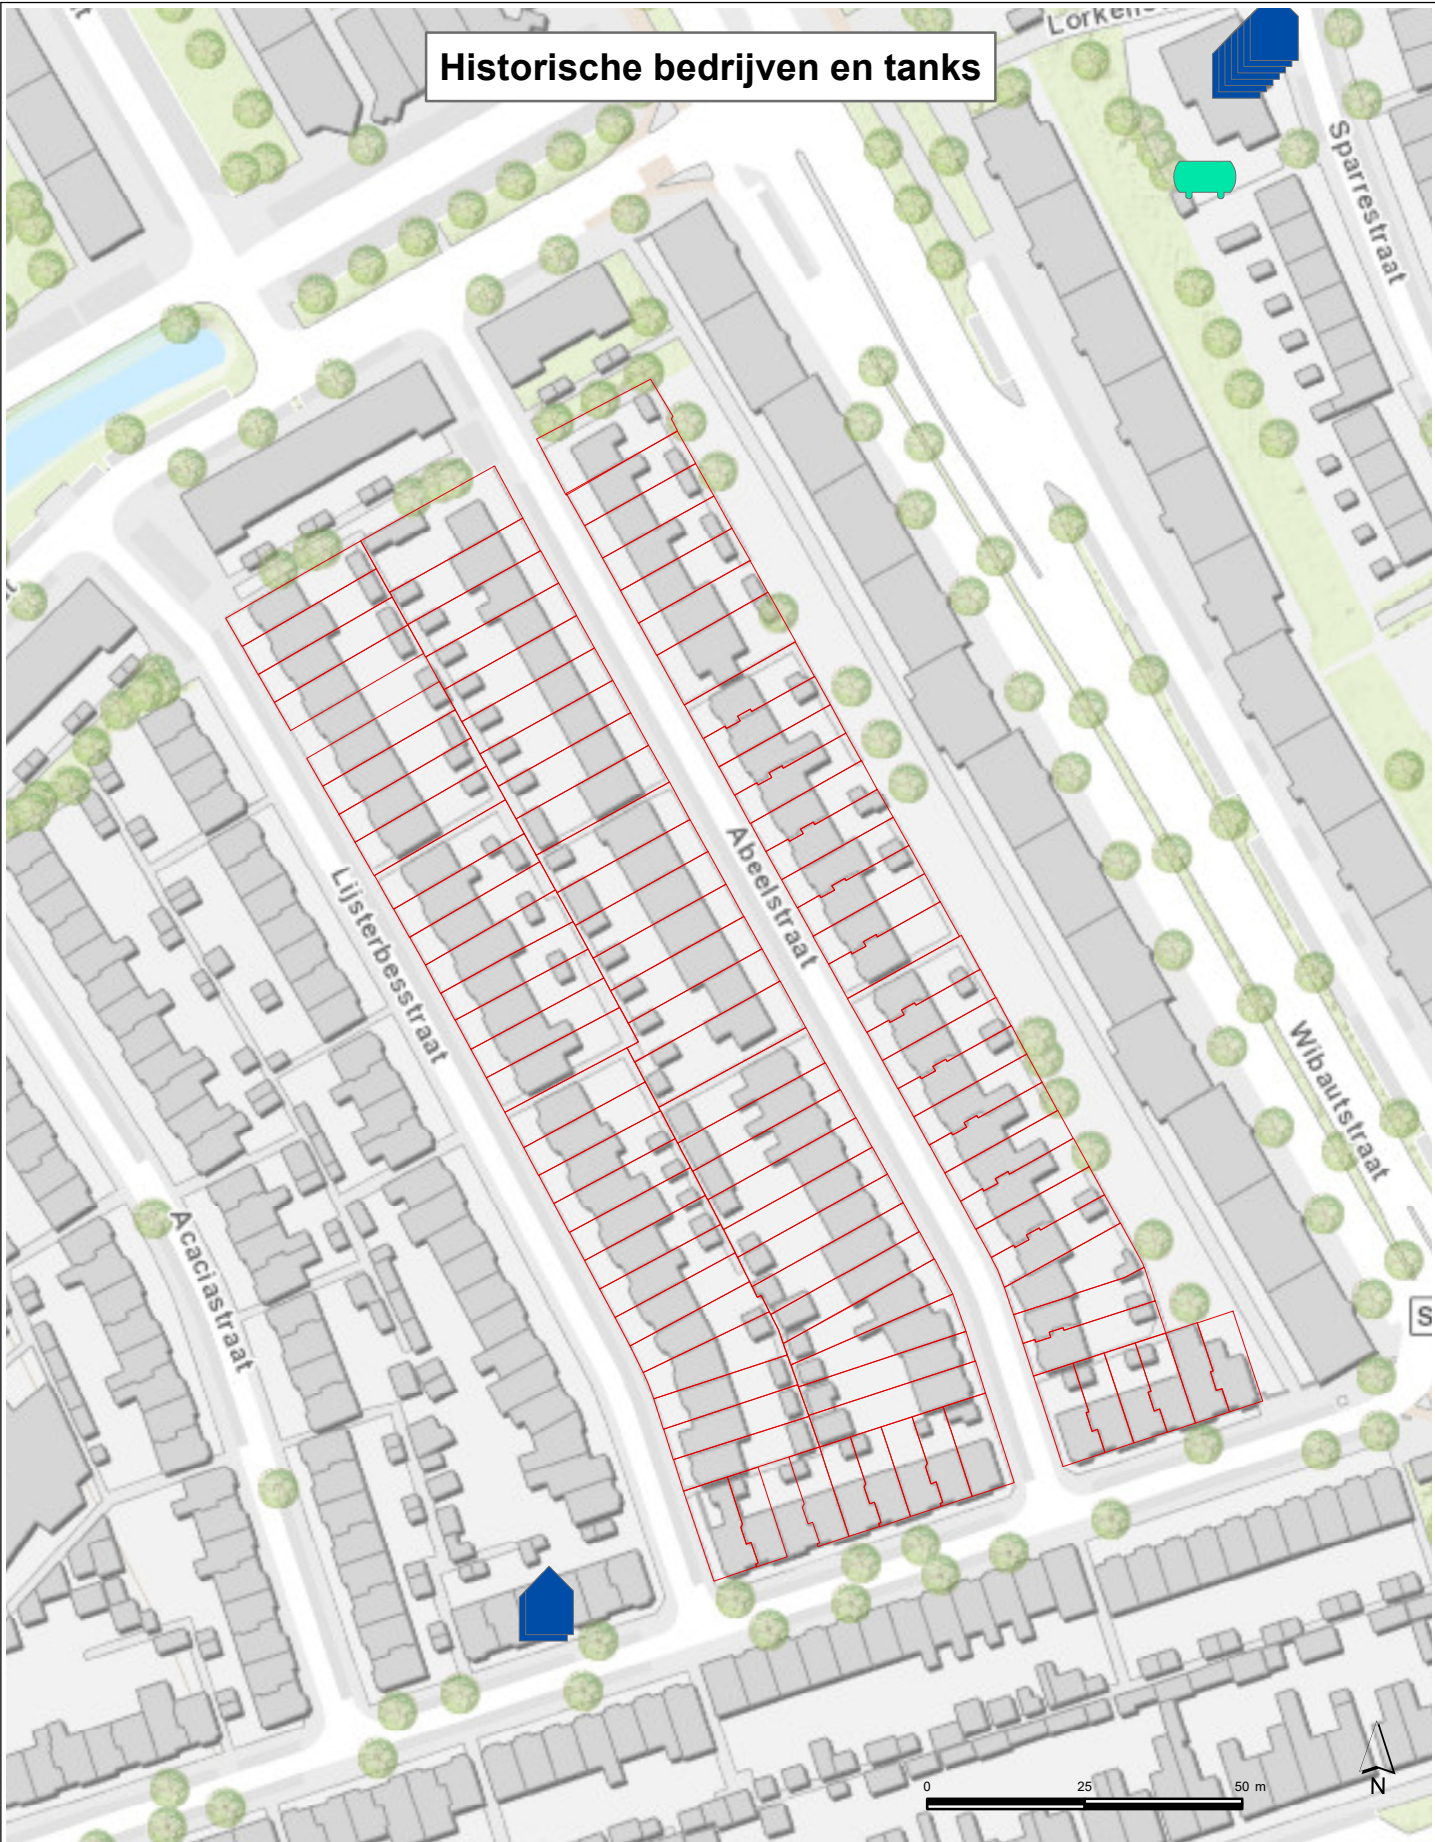 Historische bedrijven en tanks
Sparrestraat
Abeelstraat
Lijsterbesstraat
Wibautstraat
Acaciastraat
S
0 25 50 m
N